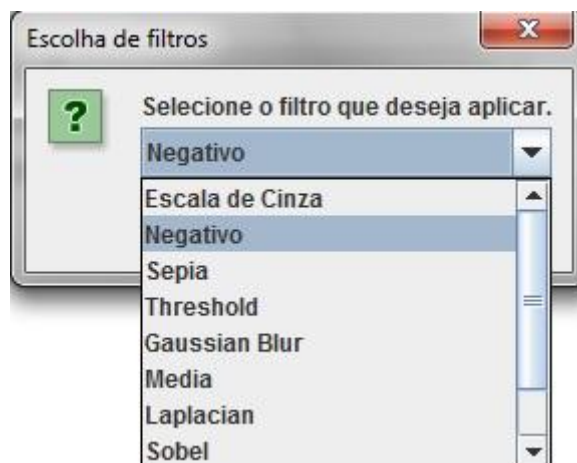 Escolha de filtros
Selecione o filtro que deseja aplicar.
Negativo
Escala de Cinza
Negativo
Sepia
Threshold
Gaussian Blur
Media
Laplacian
Sobel